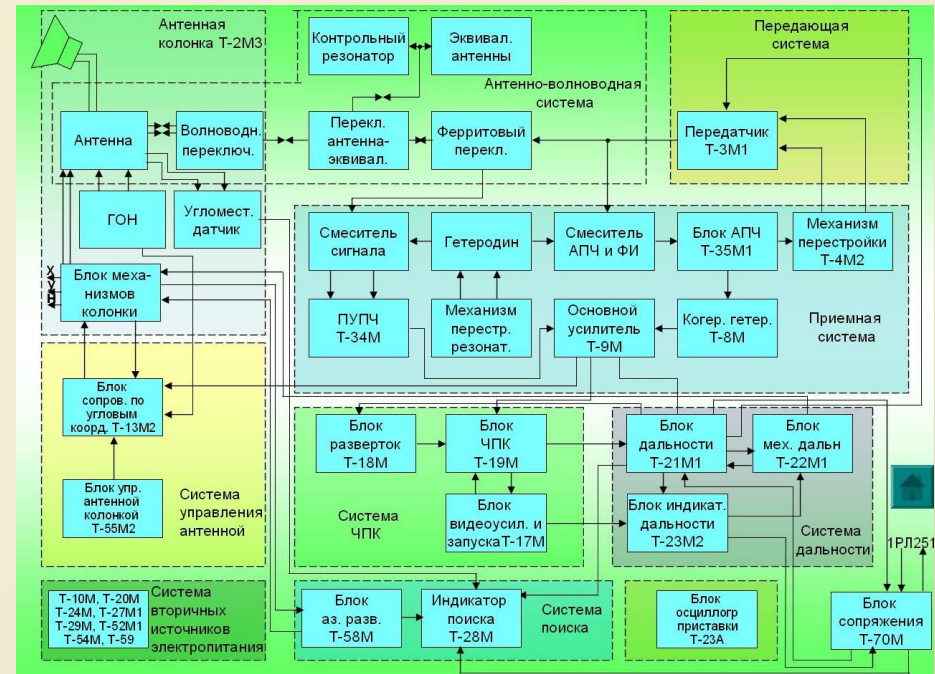 Антенная
колонка Т-2М3
Контрольный
резонатор
Эквивал.
антенны
Передающая
система
Антенно-волноводная
система
Антенна
Волноводн.
переключ.
Перекл.
антенна-
эквивал.
Ферритовый
перекл.
Передатчик
Т-3М1
ГОН
Угломест.
датчик
Смеситель
сигнала
Гетеродин
Смеситель
АПЧ и ФИ
Блок АПЧ
Т-35М1
Механизм
перестройки
Т-4М2
Х
У
Н
Блок меха-
низмов
колонки
ПУПЧ
Т-34М
Механизм
перестр.
резонат.
Основной
усилитель
Т-9М
Когер. гетер.
Т-8М
Приемная
система
Блок
сопров. по
угловым
коорд. Т-13М2
Блок
разверток
Т-18М
Блок
ЧПК
Т-19М
Блок
дальности
Т-21М1
Блок
мех. дальн
Т-22М1
Блок упр.
антенной
колонкой
Т-55М2
Система
управления
антенной
Система
ЧПК
Блок
видеоусил. и
запускаТ-17М
Блок индикат.
дальности
Т-23М2
Система
дальности
1РЛ251
Т-10М, Т-20М
Т-24М, Т-27М1
Т-29М, Т-52М1
Т-54М, Т-59
Система
вторичных
источников
электропитания
Блок
аз. разв.
Т-58М
Индикатор
поиска
Т-28М
Система
поиска
Блок
осциллогр
приставки
Т-23А
Блок
сопряжения
Т-70М